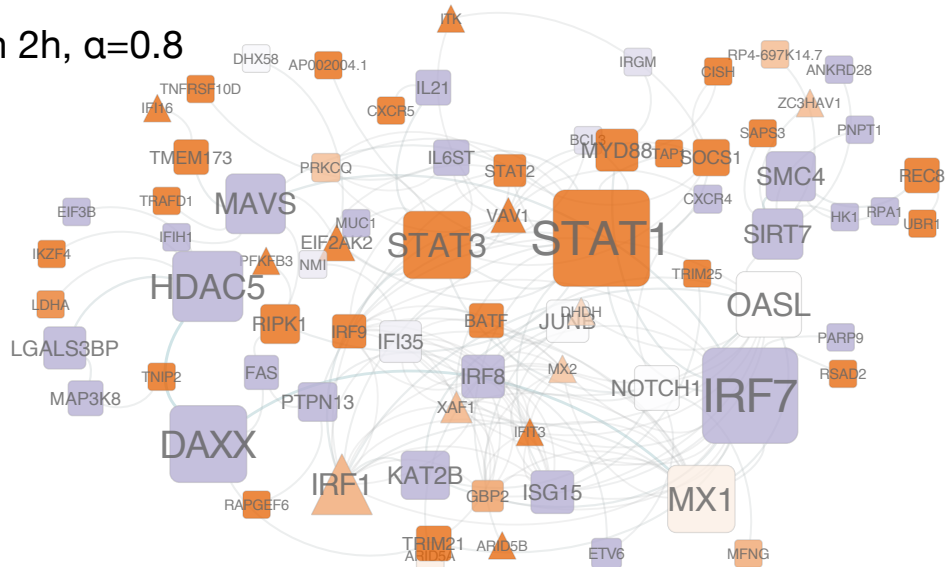 n 2h, α=0.8
ITK
DHX58
AP002004.1
IRGM
RP4-697K14.7
CISH
ANKRD28
TNFRSF10D
IL21
IFI16
CXCR5
ZC3HAV1
BCL3
SAPS3
PNPT1
TMEM173
PRKCQ
IL6ST
STAT2
MYD88
TAP1
SOCS1
SMC4
REC8
TRAFD1
MAVS
CXCR4
EIF3B
MUC1
VAV1
HK1
RPA1
UBR1
IFIH1
EIF2AK2
STAT3
STAT1
SIRT7
IKZF4
PFKFB3
NMI
TRIM25
HDAC5
LDHA
OASL
RIPK1
IRF9
BATF
JUNB
DHDH
LGALS3BP
IFI35
PARP9
TNIP2
FAS
IRF8
MX2
RSAD2
MAP3K8
PTPN13
NOTCH1
IRF7
XAF1
DAXX
IFIT3
KAT2B
IRF1
GBP2
ISG15
MX1
RAPGEF6
TRIM21
ARID5A
ARID5B
ETV6
MFNG